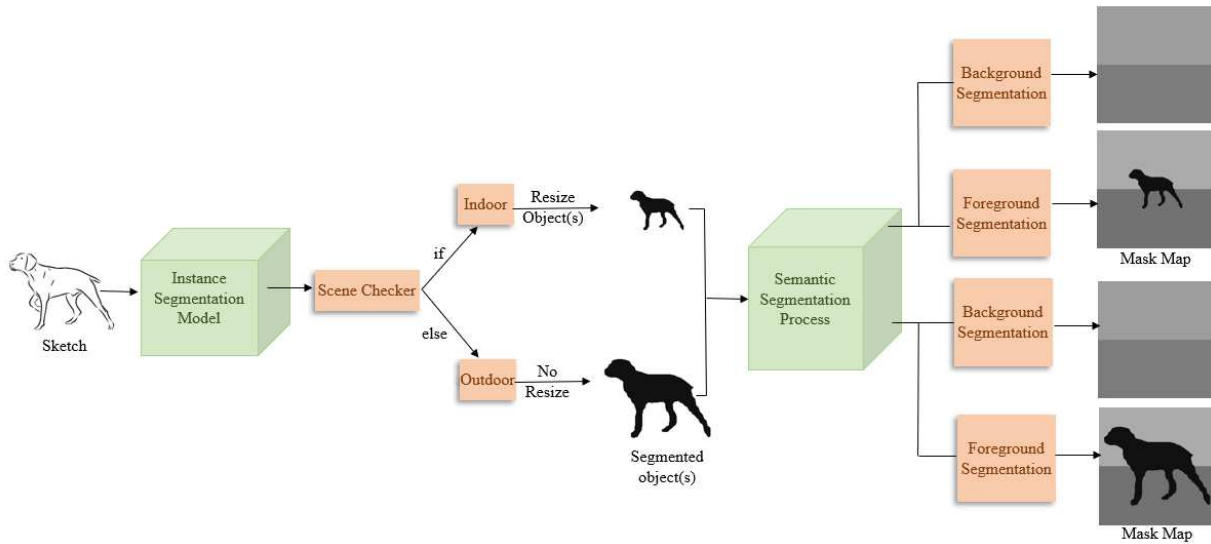 Sketch
Instance
Segmentation
Model
Scene Checker
if
else
Indoor
Resize
Object(s)
Outdoor
No
Resize
Segmented
object(s)
Semantic
Segmentation
Process
Background
Segmentation
Foreground
Segmentation
Mask Map
Background
Segmentation
Foreground
Segmentation
Mask Map